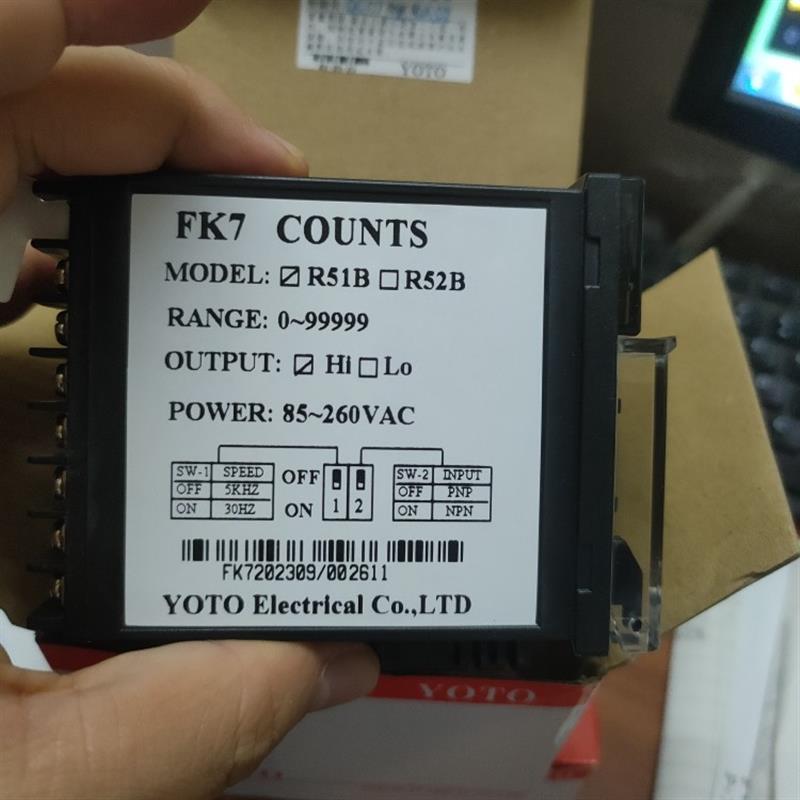 YOTO
FK7 COUNTS
MODEL: ☑ R51B ☐ R52B
RANGE: 0~99999
OUTPUT: ☑ Hi ☐ Lo
POWER: 85~260VAC
SW-1 SPEED
OFF 5KHZ
ON 30HZ
OFF
ON
1 2
SW-2 INPUT
OFF PNP
ON NPN
FK7202309/002611
YOTO Electrical Co.,LTD
YOTO